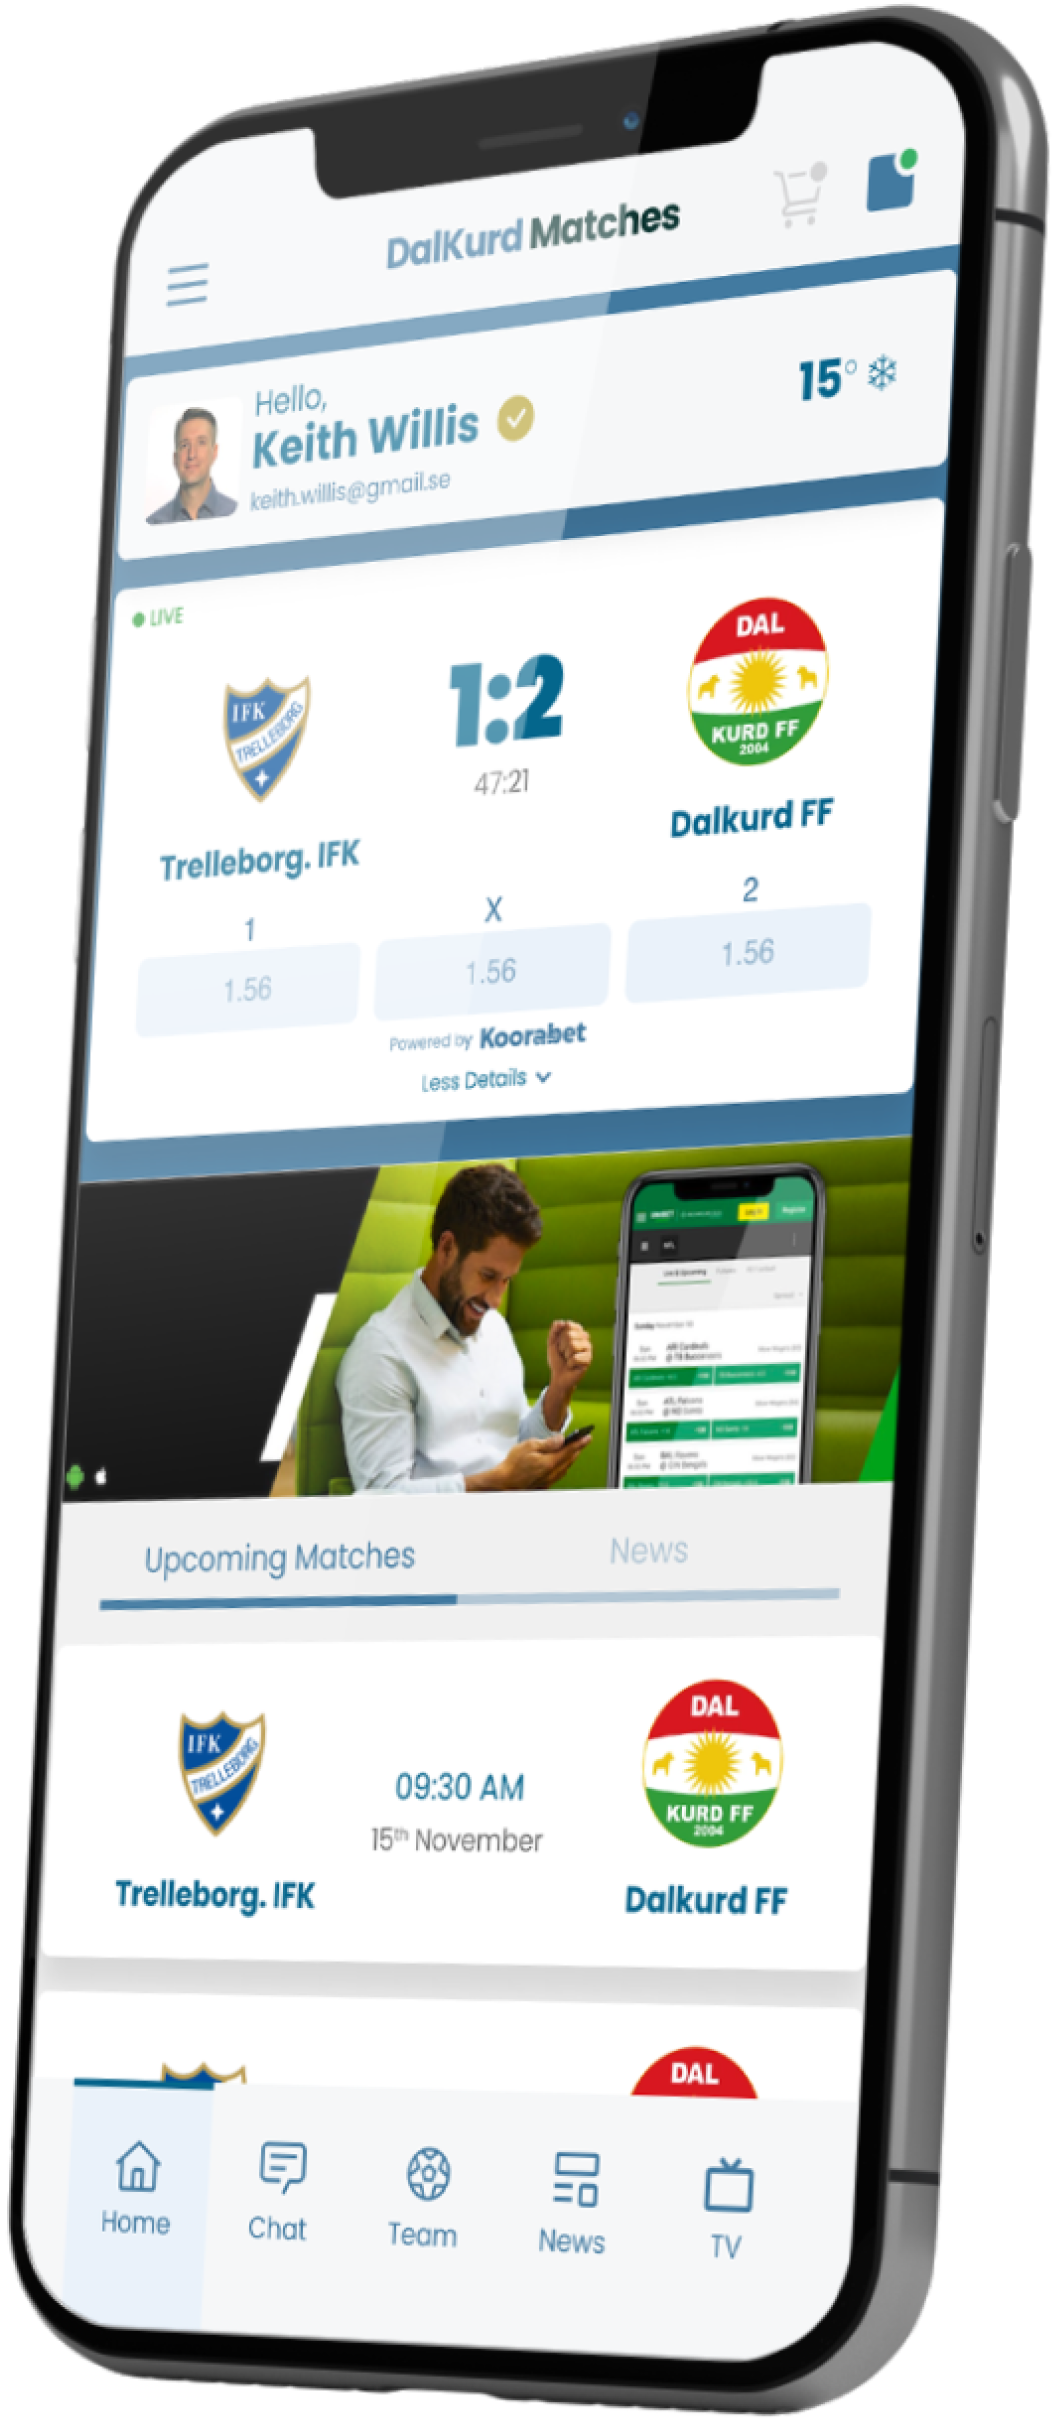 DalKurd Matches
Hello,
Keith Willis
keith.willis@gmail.se
15°
LIVE
IFK
TRELLEBORG
1:2
47:21
DAL
KURD FF
2004
Trelleborg. IFK
Dalkurd FF
1
X
2
1.56
1.56
1.56
Powered by Koorabet
Less Details
Live & Upcoming
Upcoming Matches
News
IFK
TRELLEBORG
09:30 AM
15th November
DAL
KURD FF
2004
Trelleborg. IFK
Dalkurd FF
DAL
Home
Chat
Team
News
TV